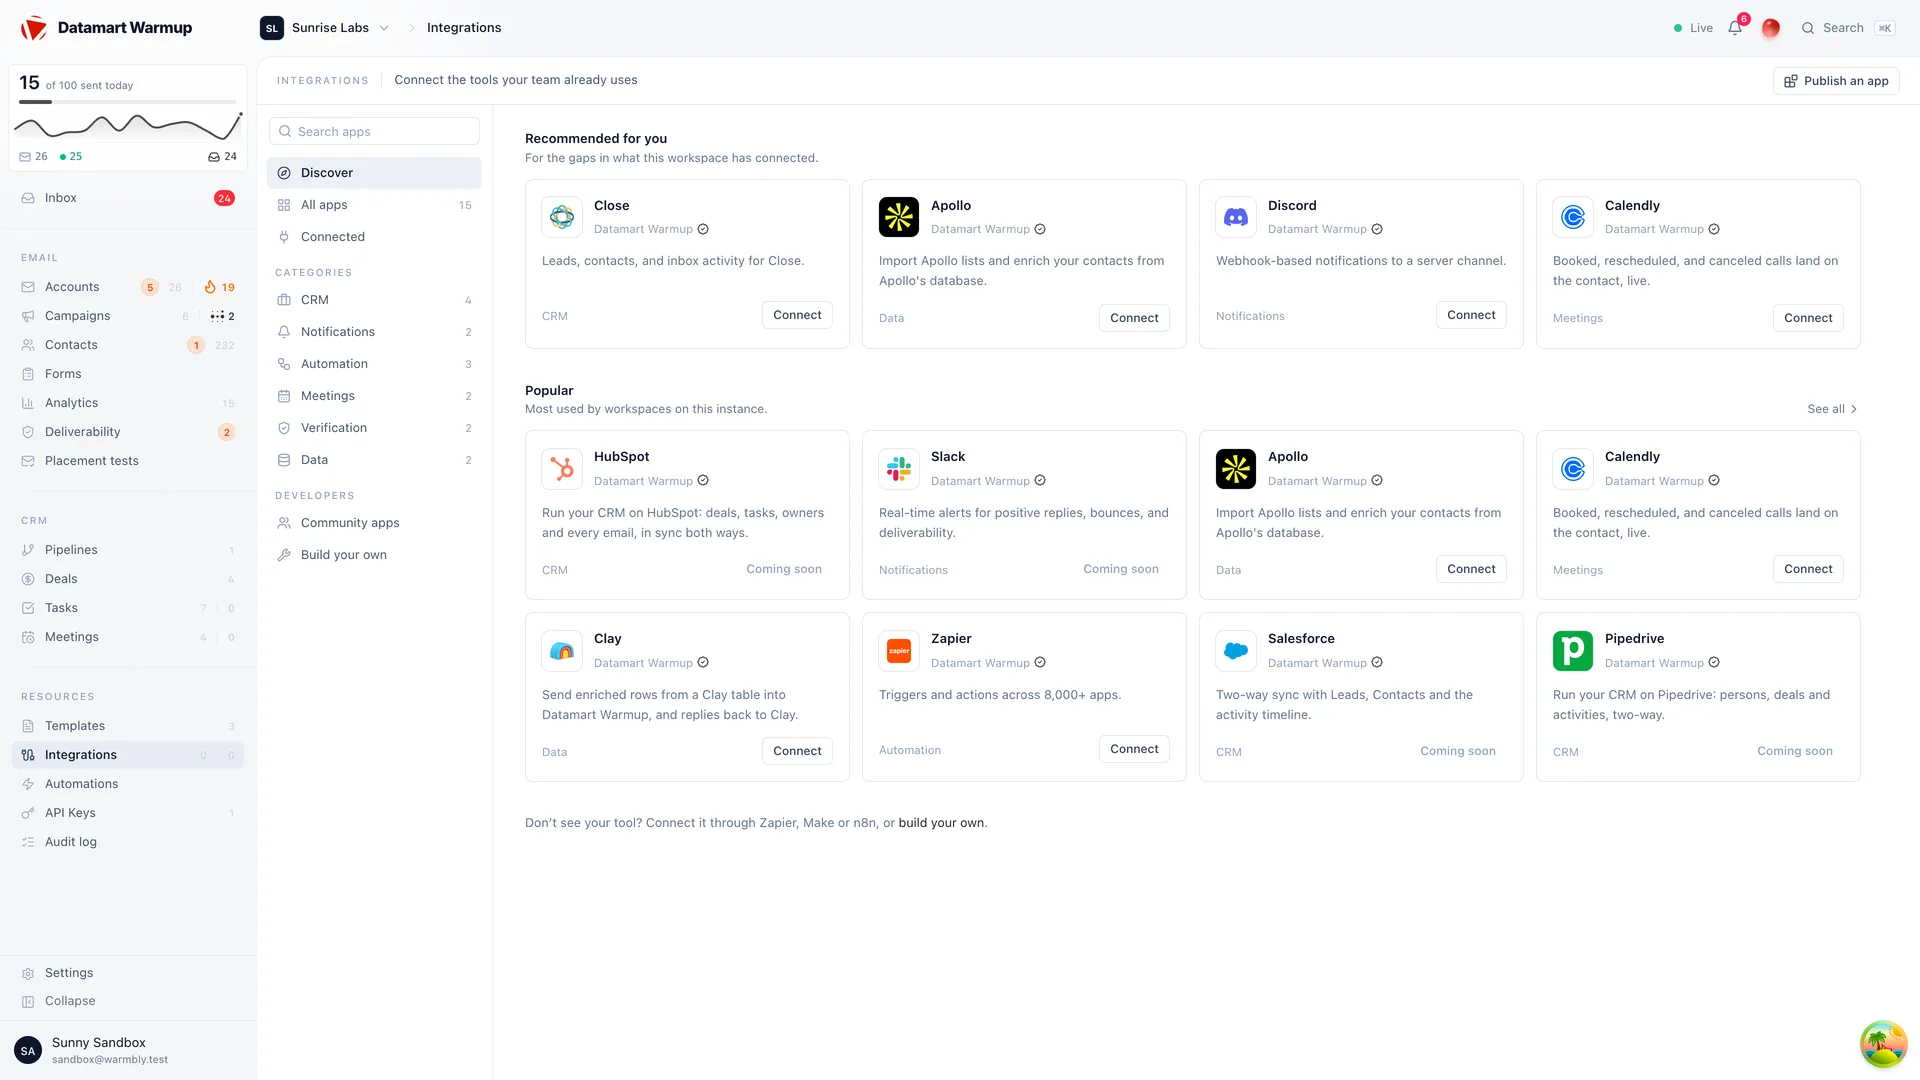 Datamart Warmup
SL Sunrise Labs
Integrations
Live
6
Search ⌘K
15 of 100 sent today
26 25 24
Inbox 24
EMAIL
Accounts 5 26 19
Campaigns 6 2
Contacts 1 232
Forms
Analytics 15
Deliverability 2
Placement tests
CRM
Pipelines 1
Deals 4
Tasks 7 0
Meetings 4 0
RESOURCES
Templates 3
Integrations 0 0
Automations
API Keys 1
Audit log
Settings
Collapse
SA Sunny Sandbox
sandbox@warmbly.test
INTEGRATIONS Connect the tools your team already uses
Publish an app
Search apps
Discover
All apps 15
Connected
CATEGORIES
CRM 4
Notifications 2
Automation 3
Meetings 2
Verification 2
Data 2
DEVELOPERS
Community apps
Build your own
Recommended for you
For the gaps in what this workspace has connected.
Close
Datamart Warmup
Leads, contacts, and inbox activity for Close.
CRM Connect
Apollo
Datamart Warmup
Import Apollo lists and enrich your contacts from
Apollo's database.
Data Connect
Discord
Datamart Warmup
Webhook-based notifications to a server channel.
Notifications Connect
Calendly
Datamart Warmup
Booked, rescheduled, and canceled calls land on
the contact, live.
Meetings Connect
Popular
Most used by workspaces on this instance.
See all
HubSpot
Datamart Warmup
Run your CRM on HubSpot: deals, tasks, owners
and every email, in sync both ways.
CRM Coming soon
Slack
Datamart Warmup
Real-time alerts for positive replies, bounces, and
deliverability.
Notifications Coming soon
Apollo
Datamart Warmup
Import Apollo lists and enrich your contacts from
Apollo's database.
Data Connect
Calendly
Datamart Warmup
Booked, rescheduled, and canceled calls land on
the contact, live.
Meetings Connect
Clay
Datamart Warmup
Send enriched rows from a Clay table into
Datamart Warmup, and replies back to Clay.
Data Connect
zapier
Zapier
Datamart Warmup
Triggers and actions across 8,000+ apps.
Automation Connect
Salesforce
Datamart Warmup
Two-way sync with Leads, Contacts and the
activity timeline.
CRM Coming soon
p
Pipedrive
Datamart Warmup
Run your CRM on Pipedrive: persons, deals and
activities, two-way.
CRM Coming soon
Don't see your tool? Connect it through Zapier, Make or n8n, or build your own.